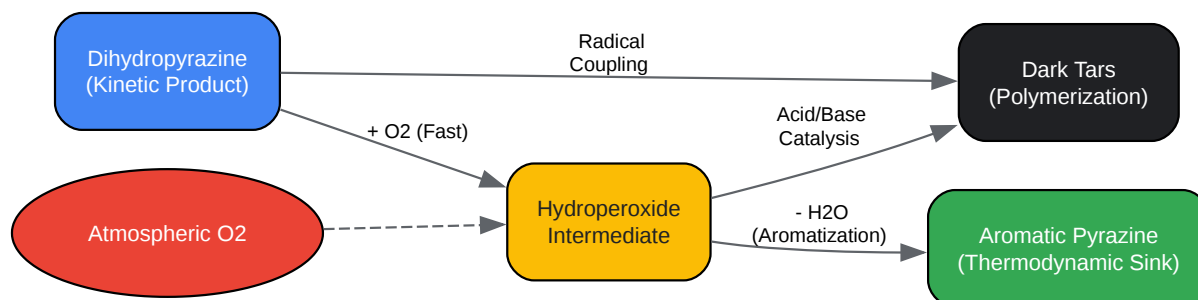 Dihydropyrazine
(Kinetic Product)
Radical
Coupling
Dark Tars
(Polymerization)
+ O2 (Fast)
Acid/Base
Catalysis
Atmospheric O2
Hydroperoxide
Intermediate
- H2O
(Aromatization)
Aromatic Pyrazine
(Thermodynamic Sink)